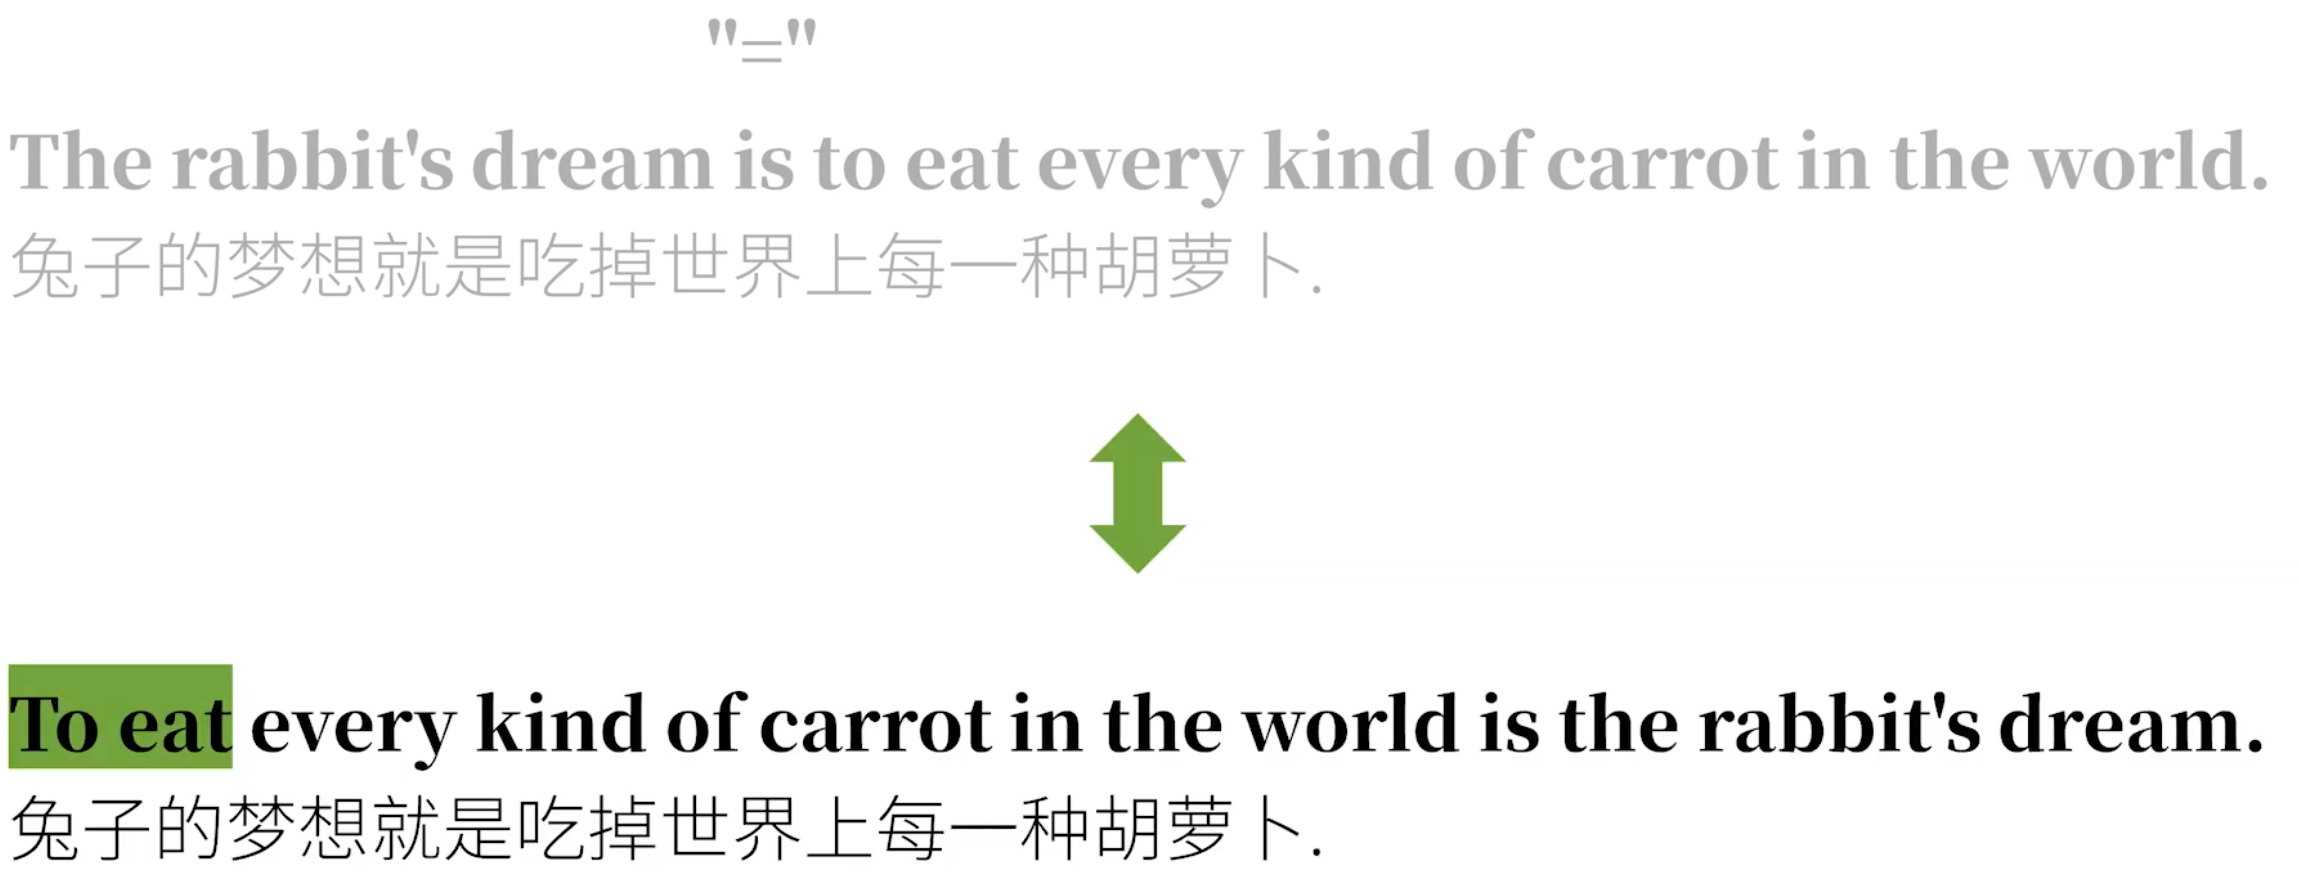 "="
The rabbit's dream is to eat every kind of carrot in the world.
兔子的梦想就是吃掉世界上每一种胡萝卜.
To eat every kind of carrot in the world is the rabbit's dream.
兔子的梦想就是吃掉世界上每一种胡萝卜.